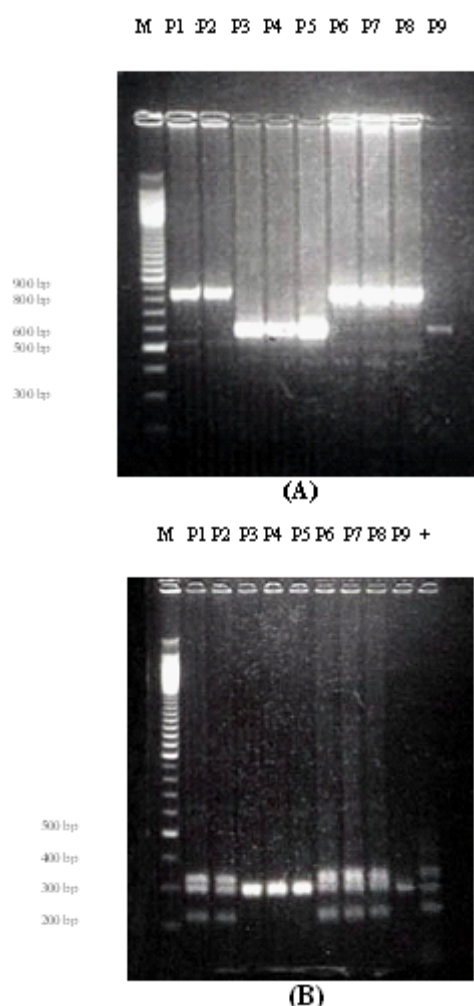 M P1 P2 P3 P4 P5 P6 P7 P8 P9
900 bp
800 bp
600 bp
500 bp
300 bp
(A)
M P1 P2 P3 P4 P5 P6 P7 P8 P9 +
500 bp
400 bp
300 bp
200 bp
(B)